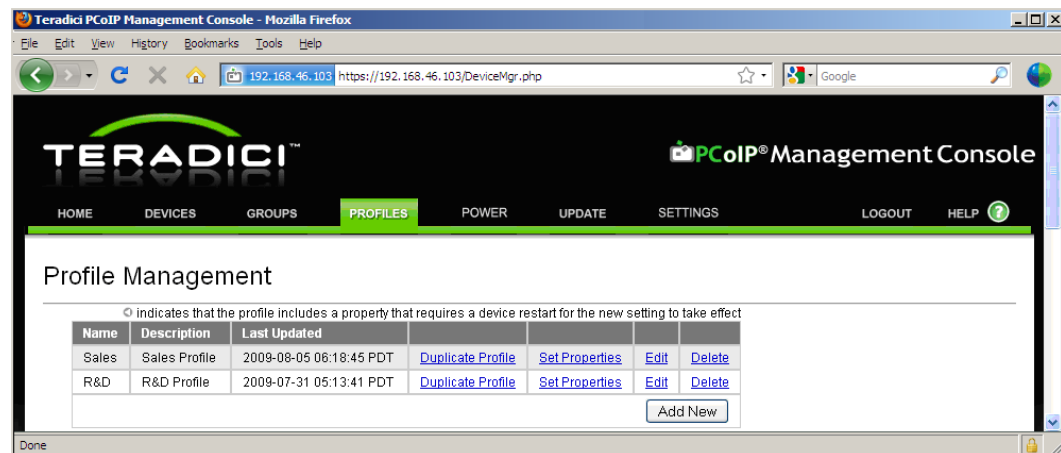 Teradici PCoIP Management Console - Mozilla Firefox
File Edit View History Bookmarks Tools Help
192.168.46.103 https://192.168.46.103/DeviceMgr.php Google
TERADICI™
PCoIP® Management Console
HOME DEVICES GROUPS PROFILES POWER UPDATE SETTINGS LOGOUT HELP ?
Profile Management
indicates that the profile includes a property that requires a device restart for the new setting to take effect
Name Description Last Updated
Sales Sales Profile 2009-08-05 06:18:45 PDT Duplicate Profile Set Properties Edit Delete
R&D R&D Profile 2009-07-31 05:13:41 PDT Duplicate Profile Set Properties Edit Delete
Add New
Done